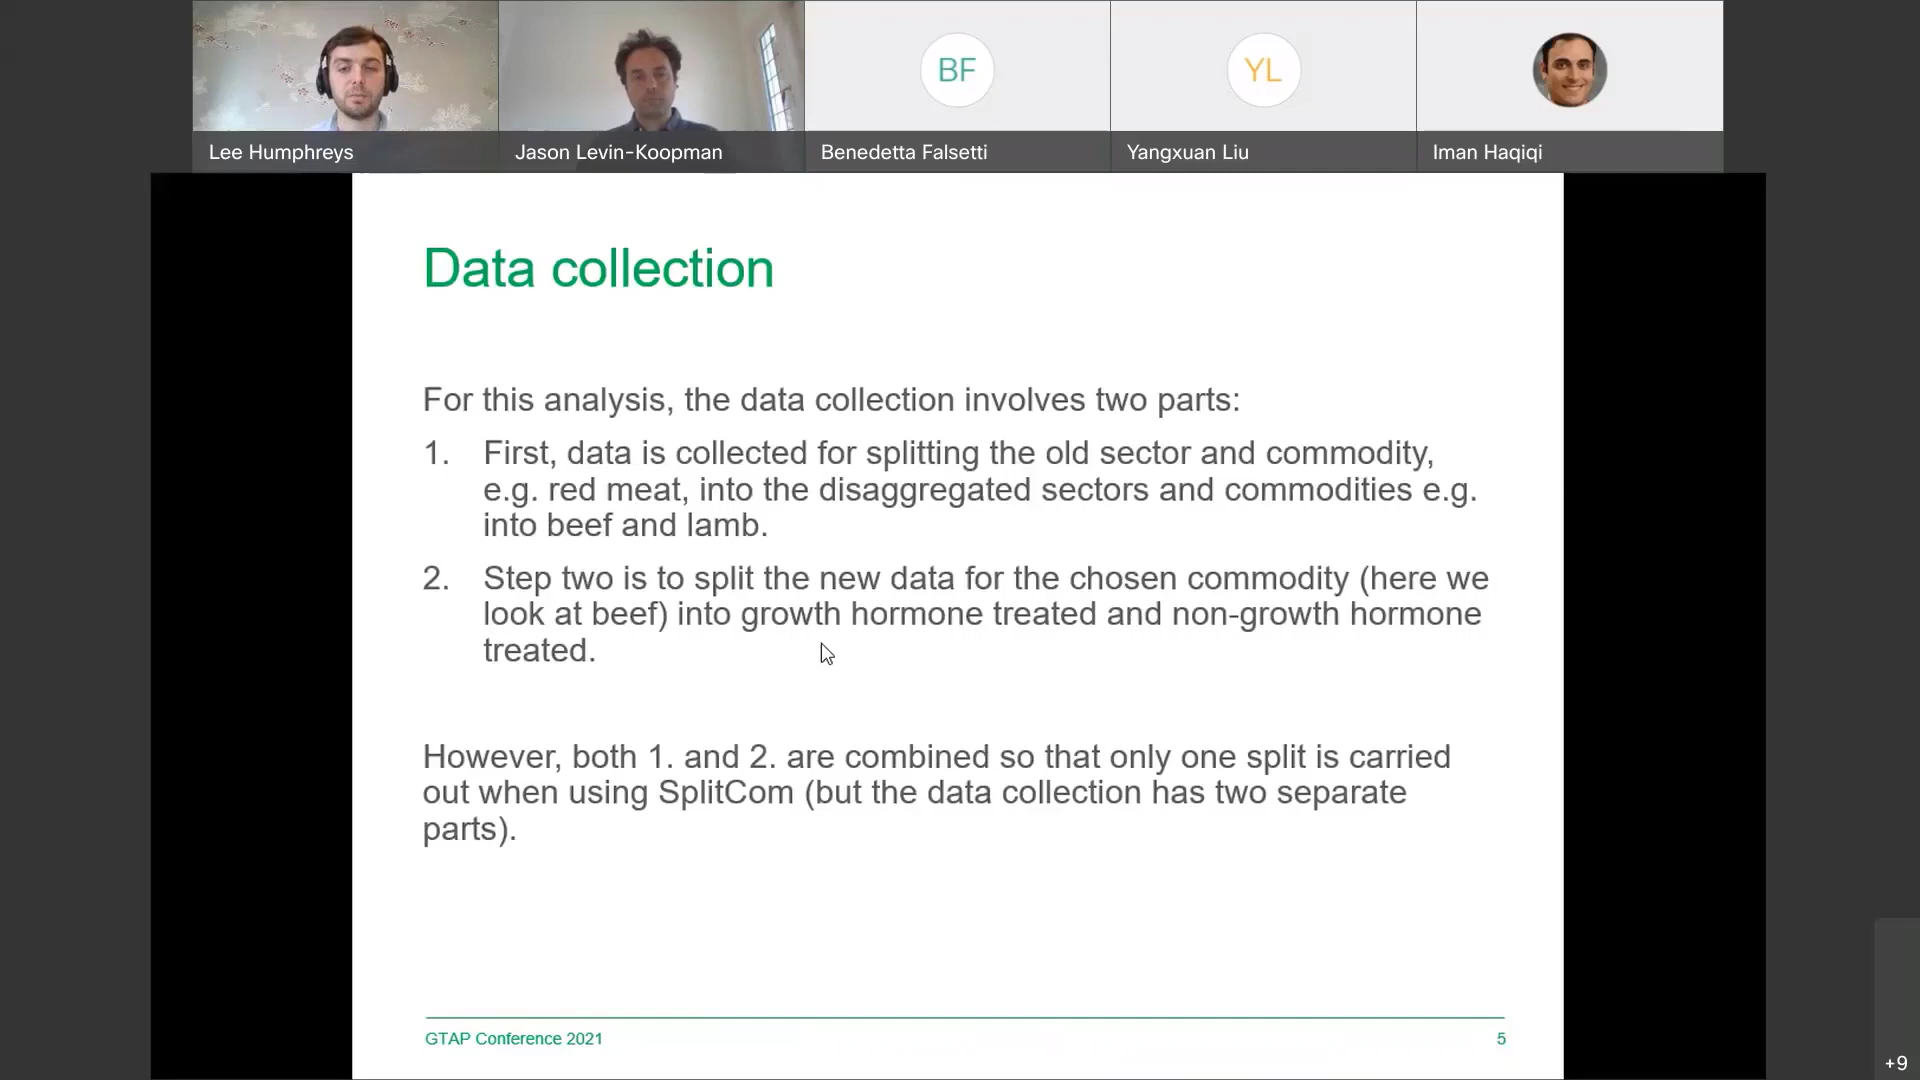 BF
YL
Lee Humphreys
Jason Levin-Koopman
Benedetta Falsetti
Yangxuan Liu
Iman Haqiqi
Data collection
For this analysis, the data collection involves two parts:
1. First, data is collected for splitting the old sector and commodity,
e.g. red meat, into the disaggregated sectors and commodities e.g.
into beef and lamb.
2. Step two is to split the new data for the chosen commodity (here we
look at beef) into growth hormone treated and non-growth hormone
treated.
However, both 1. and 2. are combined so that only one split is carried
out when using SplitCom (but the data collection has two separate
parts).
GTAP Conference 2021
5
+9